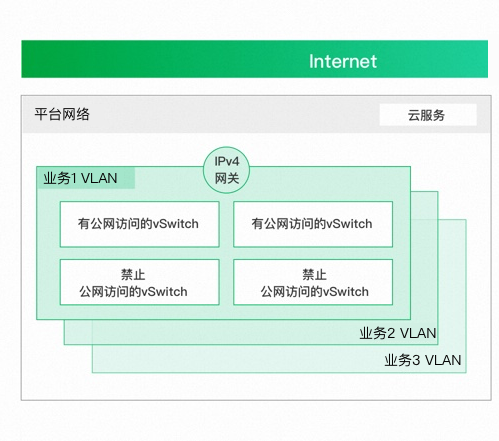 Internet
平台网络
云服务
IPv4
网关
业务1 VLAN
有公网访问的vSwitch
有公网访问的vSwitch
禁止
公网访问的vSwitch
禁止
公网访问的vSwitch
业务2 VLAN
业务3 VLAN